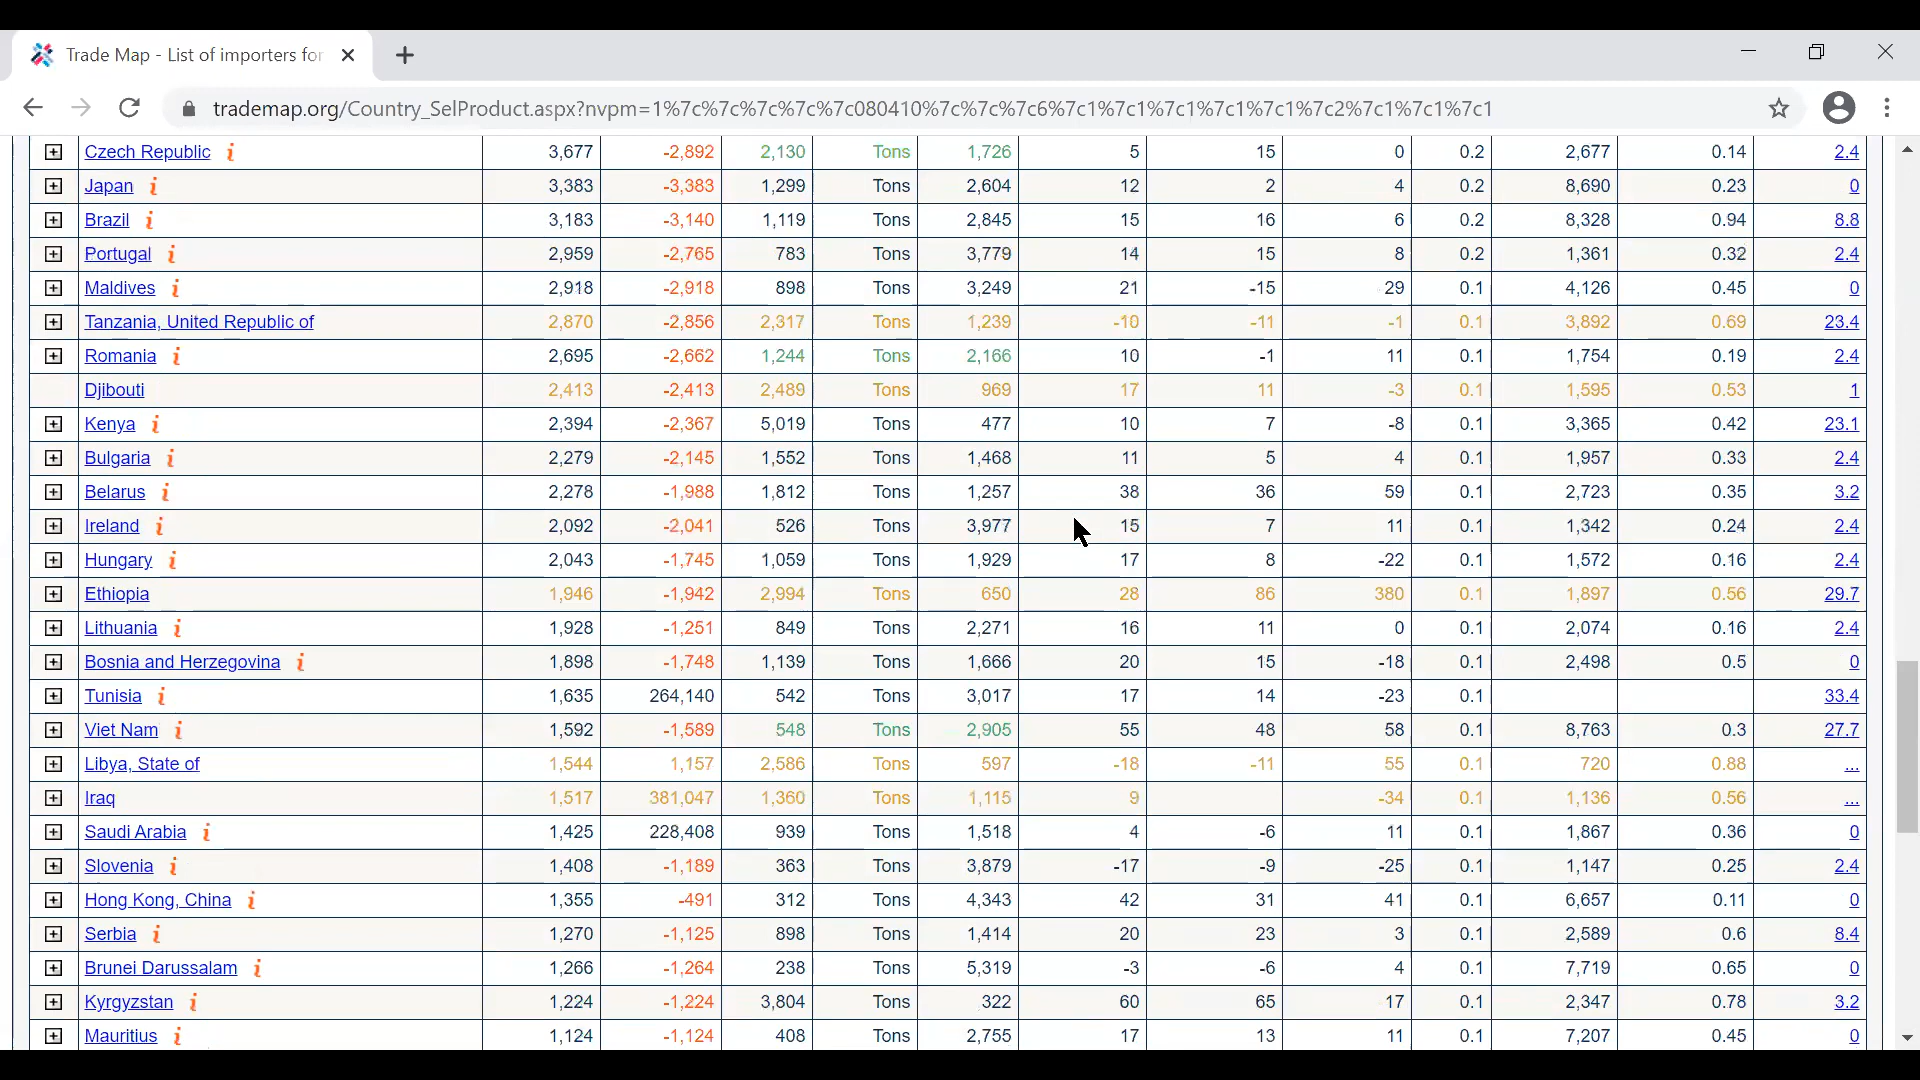 Trade Map - List of importers for
trademap.org/Country_SelProduct.aspx?nvpm=1%7c%7c%7c%7c%7c080410%7c%7c%7c6%7c1%7c1%7c1%7c1%7c1%7c2%7c1%7c1%7c1
Czech Republic i 3,677 -2,892 2,130 Tons 1,726 5 15 0 0.2 2,677 0.14 2.4
Japan i 3,383 -3,383 1,299 Tons 2,604 12 2 4 0.2 8,690 0.23 0
Brazil i 3,183 -3,140 1,119 Tons 2,845 15 16 6 0.2 8,328 0.94 8.8
Portugal i 2,959 -2,765 783 Tons 3,779 14 15 8 0.2 1,361 0.32 2.4
Maldives i 2,918 -2,918 898 Tons 3,249 21 -15 29 0.1 4,126 0.45 0
Tanzania, United Republic of 2,870 -2,856 2,317 Tons 1,239 -10 -11 -1 0.1 3,892 0.69 23.4
Romania i 2,695 -2,662 1,244 Tons 2,166 10 -1 11 0.1 1,754 0.19 2.4
Djibouti 2,413 -2,413 2,489 Tons 969 17 11 -3 0.1 1,595 0.53 1
Kenya i 2,394 -2,367 5,019 Tons 477 10 7 -8 0.1 3,365 0.42 23.1
Bulgaria i 2,279 -2,145 1,552 Tons 1,468 11 5 4 0.1 1,957 0.33 2.4
Belarus i 2,278 -1,988 1,812 Tons 1,257 38 36 59 0.1 2,723 0.35 3.2
Ireland i 2,092 -2,041 526 Tons 3,977 15 7 11 0.1 1,342 0.24 2.4
Hungary i 2,043 -1,745 1,059 Tons 1,929 17 8 -22 0.1 1,572 0.16 2.4
Ethiopia 1,946 -1,942 2,994 Tons 650 28 86 380 0.1 1,897 0.56 29.7
Lithuania i 1,928 -1,251 849 Tons 2,271 16 11 0 0.1 2,074 0.16 2.4
Bosnia and Herzegovina i 1,898 -1,748 1,139 Tons 1,666 20 15 -18 0.1 2,498 0.5 0
Tunisia i 1,635 264,140 542 Tons 3,017 17 14 -23 0.1 33.4
Viet Nam i 1,592 -1,589 548 Tons 2,905 55 48 58 0.1 8,763 0.3 27.7
Libya, State of 1,544 1,157 2,586 Tons 597 -18 -11 55 0.1 720 0.88 ...
Iraq 1,517 381,047 1,360 Tons 1,115 9 -34 0.1 1,136 0.56 ...
Saudi Arabia i 1,425 228,408 939 Tons 1,518 4 -6 11 0.1 1,867 0.36 0
Slovenia i 1,408 -1,189 363 Tons 3,879 -17 -9 -25 0.1 1,147 0.25 2.4
Hong Kong, China i 1,355 -491 312 Tons 4,343 42 31 41 0.1 6,657 0.11 0
Serbia i 1,270 -1,125 898 Tons 1,414 20 23 3 0.1 2,589 0.6 8.4
Brunei Darussalam i 1,266 -1,264 238 Tons 5,319 -3 -6 4 0.1 7,719 0.65 0
Kyrgyzstan i 1,224 -1,224 3,804 Tons 322 60 65 17 0.1 2,347 0.78 3.2
Mauritius i 1,124 -1,124 408 Tons 2,755 17 13 11 0.1 7,207 0.45 0